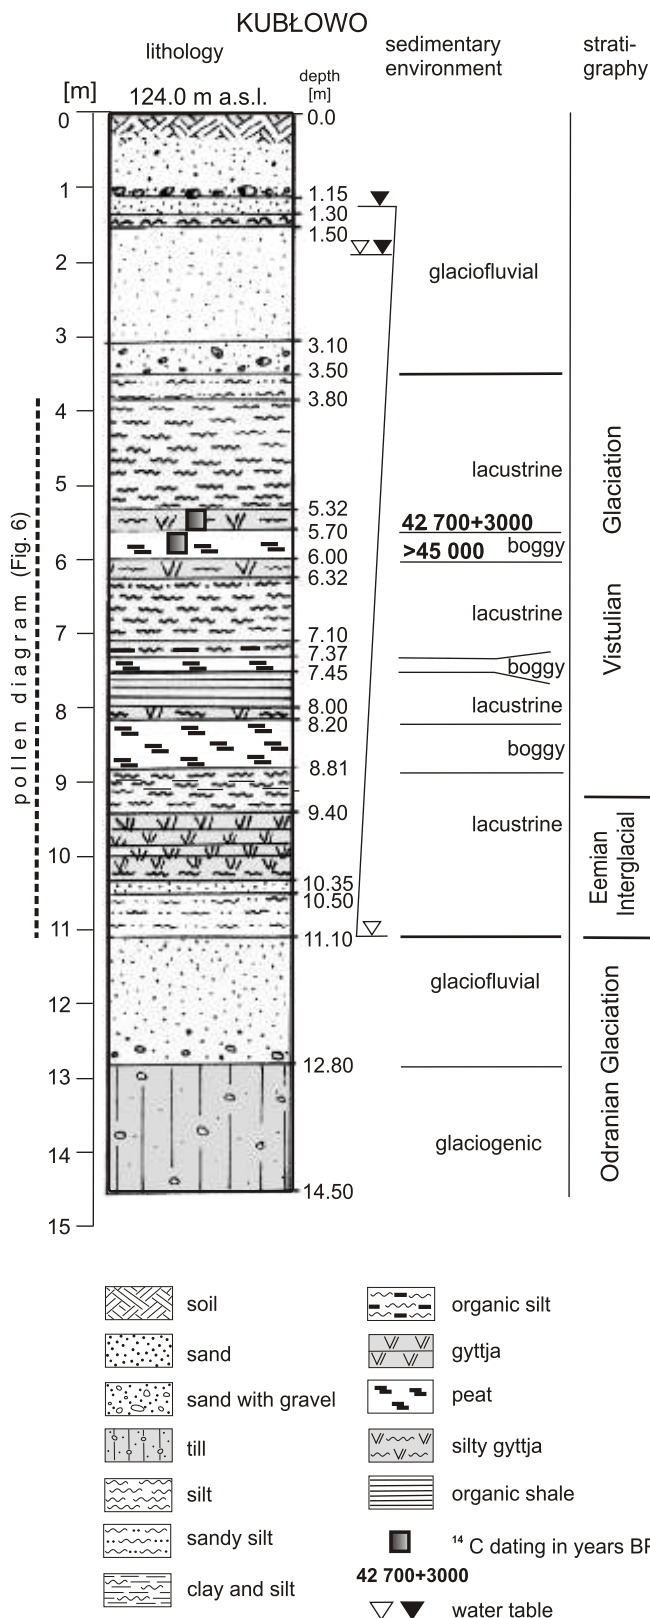 KUBŁOWO
lithology
sedimentary
environment
strati-
graphy
depth
[m]
[m]
124.0 m a.s.l.
0
0.0
1
1.15
1.30
1.50
2
glaciofluvial
3
3.10
3.50
3.80
4
lacustrine
5
5.32
42 700+3000
5.70
>45 000
boggy
6
6.00
6.32
lacustrine
7
7.10
7.37
boggy
7.45
lacustrine
8
8.00
8.20
boggy
8.81
9
9.40
lacustrine
10
10.35
10.50
11
11.10
glaciofluvial
12
12.80
13
glaciogenic
14
14.50
15
pollen diagram (Fig. 6)
Vistulian Glaciation
Eemian
Interglacial
Odranian Glaciation
soil
sand
sand with gravel
till
silt
sandy silt
clay and silt
organic silt
gyttja
peat
silty gyttja
organic shale
14 C dating in years BP
42 700+3000
water table